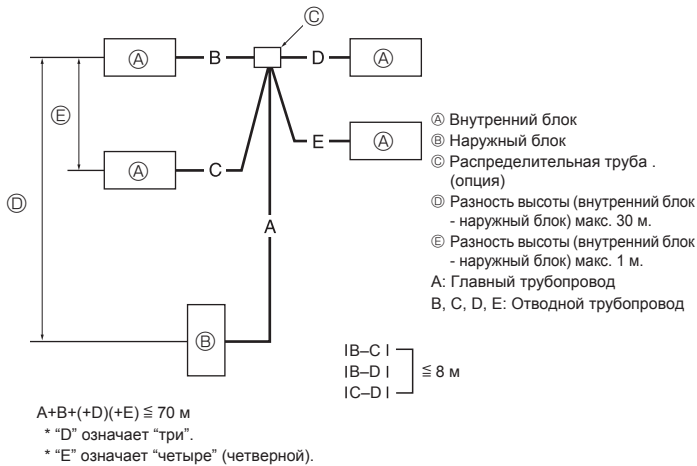 Ⓒ
Ⓐ B D Ⓐ
Ⓔ
Ⓐ C E Ⓐ
Ⓓ
A
Ⓑ
Ⓐ Внутренний блок
Ⓑ Наружный блок
Ⓒ Распределительная труба .
(опция)
Ⓓ Разность высоты (внутренний блок
- наружный блок) макс. 30 м.
Ⓔ Разность высоты (внутренний блок
- наружный блок) макс. 1 м.
A: Главный трубопровод
B, C, D, E: Отводной трубопровод
IB–C I
IB–D I ≦ 8 м
IC–D I
A+B+(+D)(+E) ≦ 70 м
* “D” означает “три”.
* “E” означает “четыре” (четверной).